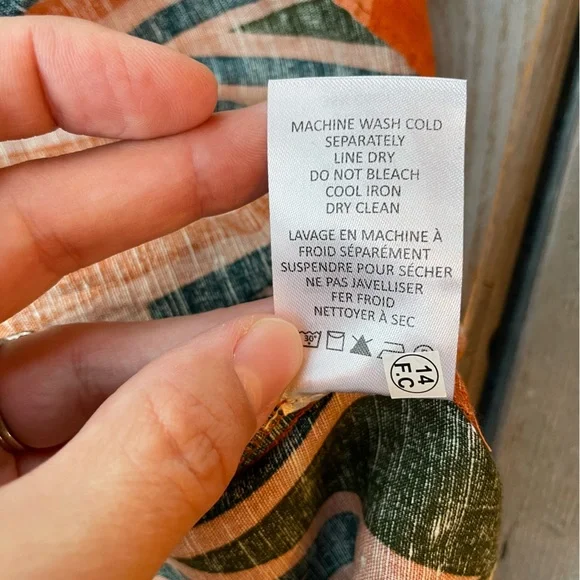 MACHINE WASH COLD
SEPARATELY
LINE DRY
DO NOT BLEACH
COOL IRON
DRY CLEAN
LAVAGE EN MACHINE À
FROID SÉPARÉMENT
SUSPENDRE POUR SÉCHER
NE PAS JAVELLISER
FER FROID
NETTOYER À SEC
30°
14
F.C